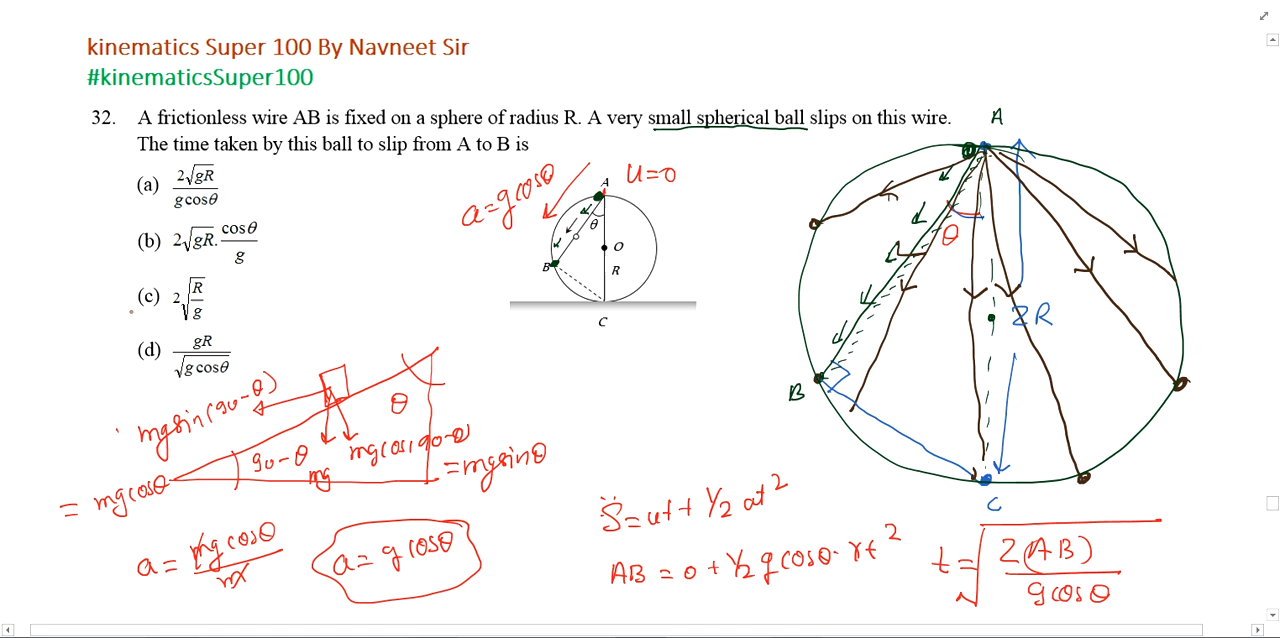 kinematics Super 100 By Navneet Sir
#kinematicsSuper100
32. A frictionless wire AB is fixed on a sphere of radius R. A very small spherical ball slips on this wire.
The time taken by this ball to slip from A to B is
(a) 2√gR / g cosθ
(b) 2√gR . cosθ / g
(c) 2√(R / g)
(d) gR / √g cosθ
a = g cosθ
A
u=0
θ
O
B
R
C
A
θ
2R
B
C
mg sin(90-θ)
= mg cosθ
θ
90-θ
mg
mg cos(90-θ)
= mg sinθ
a = mg cosθ / m
a = g cosθ
S = ut + 1/2 at²
AB = 0 + 1/2 g cosθ · x t²
t = √(2(AB) / g cosθ)